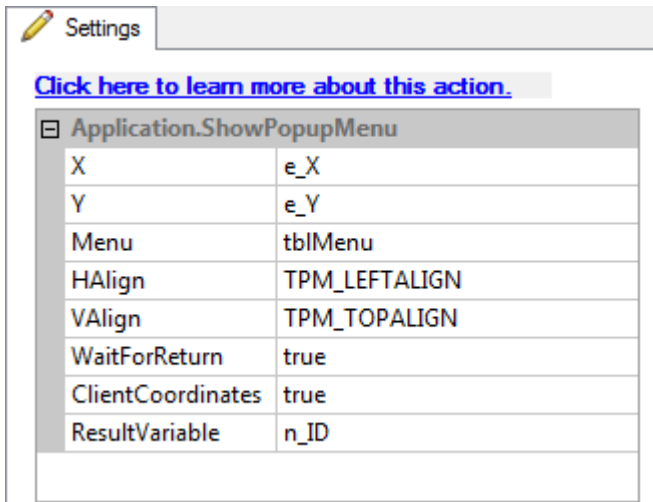 Settings
Click here to learn more about this action.
Application.ShowPopupMenu
X e_X
Y e_Y
Menu tblMenu
HAlign TPM_LEFTALIGN
VAlign TPM_TOPALIGN
WaitForReturn true
ClientCoordinates true
ResultVariable n_ID